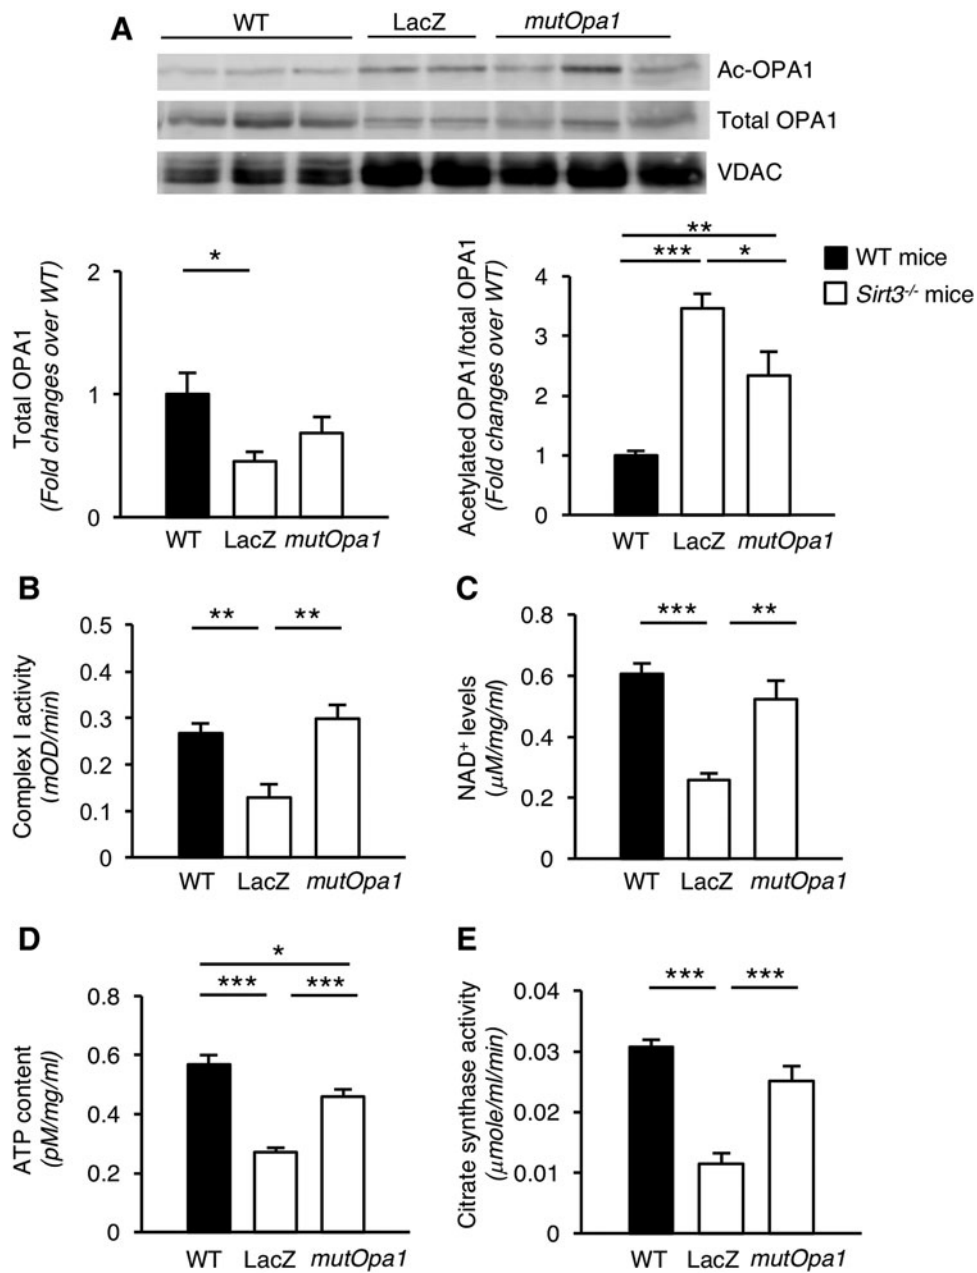 A
WT
LacZ
mutOpa1
Ac-OPA1
Total OPA1
VDAC
Total OPA1
(Fold changes over WT)
2
1
0
*
WT
LacZ
mutOpa1
Acetylated OPA1/total OPA1
(Fold changes over WT)
4
3
2
1
0
**
***
*
WT
LacZ
mutOpa1
WT mice
Sirt3-/- mice
B
Complex I activity
(mOD/min)
0.5
0.4
0.3
0.2
0.1
0
**
**
WT
LacZ
mutOpa1
C
NAD+ levels
(µM/mg/ml)
0.8
0.6
0.4
0.2
0
***
**
WT
LacZ
mutOpa1
D
ATP content
(pM/mg/ml)
0.8
0.6
0.4
0.2
0
*
***
***
WT
LacZ
mutOpa1
E
Citrate synthase activity
(µmole/ml/min)
0.04
0.03
0.02
0.01
0
***
***
WT
LacZ
mutOpa1